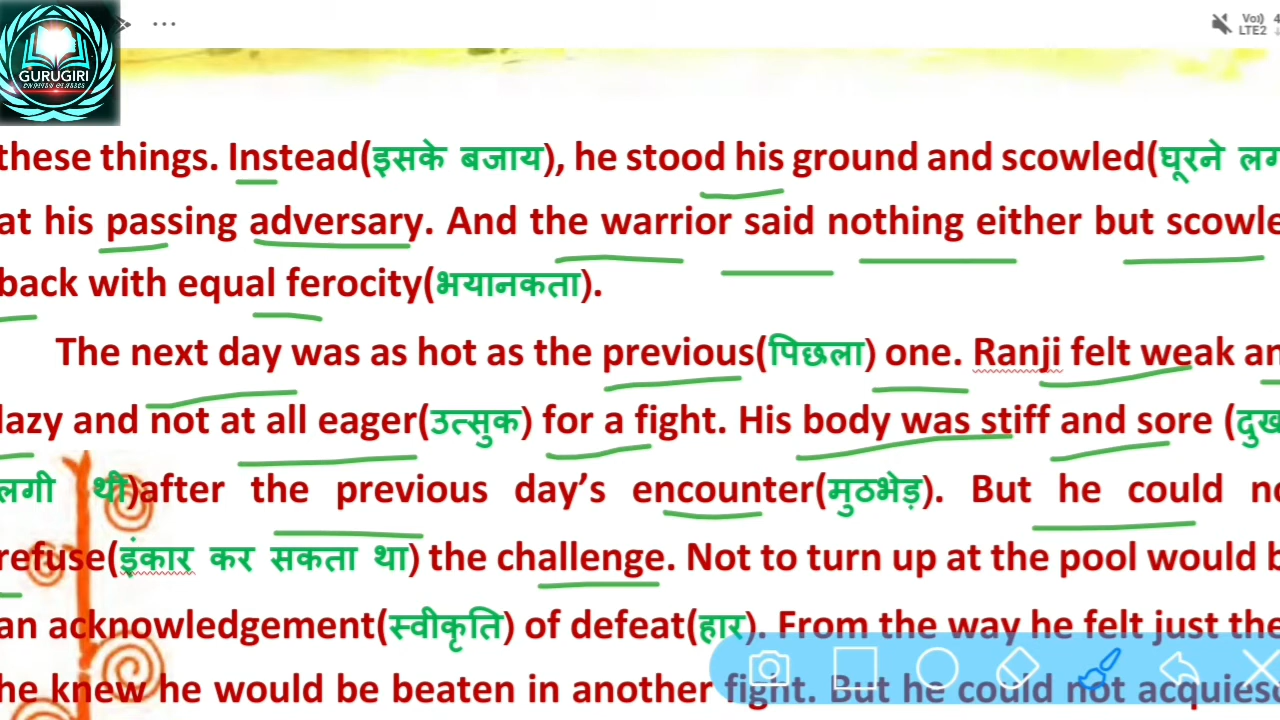 GURUGIRI
ENGLISH CLASSES
Vo))
LTE2
these things. Instead(इसके बजाय), he stood his ground and scowled(घूरने लग
at his passing adversary. And the warrior said nothing either but scowle
back with equal ferocity(भयानकता).
The next day was as hot as the previous(पिछला) one. Ranji felt weak an
lazy and not at all eager(उत्सुक) for a fight. His body was stiff and sore (दुख
लगी थी)after the previous day’s encounter(मुठभेड़). But he could no
refuse(इंकार कर सकता था) the challenge. Not to turn up at the pool would b
an acknowledgement(स्वीकृति) of defeat(हार). From the way he felt just the
he knew he would be beaten in another fight. But he could not acquiesc